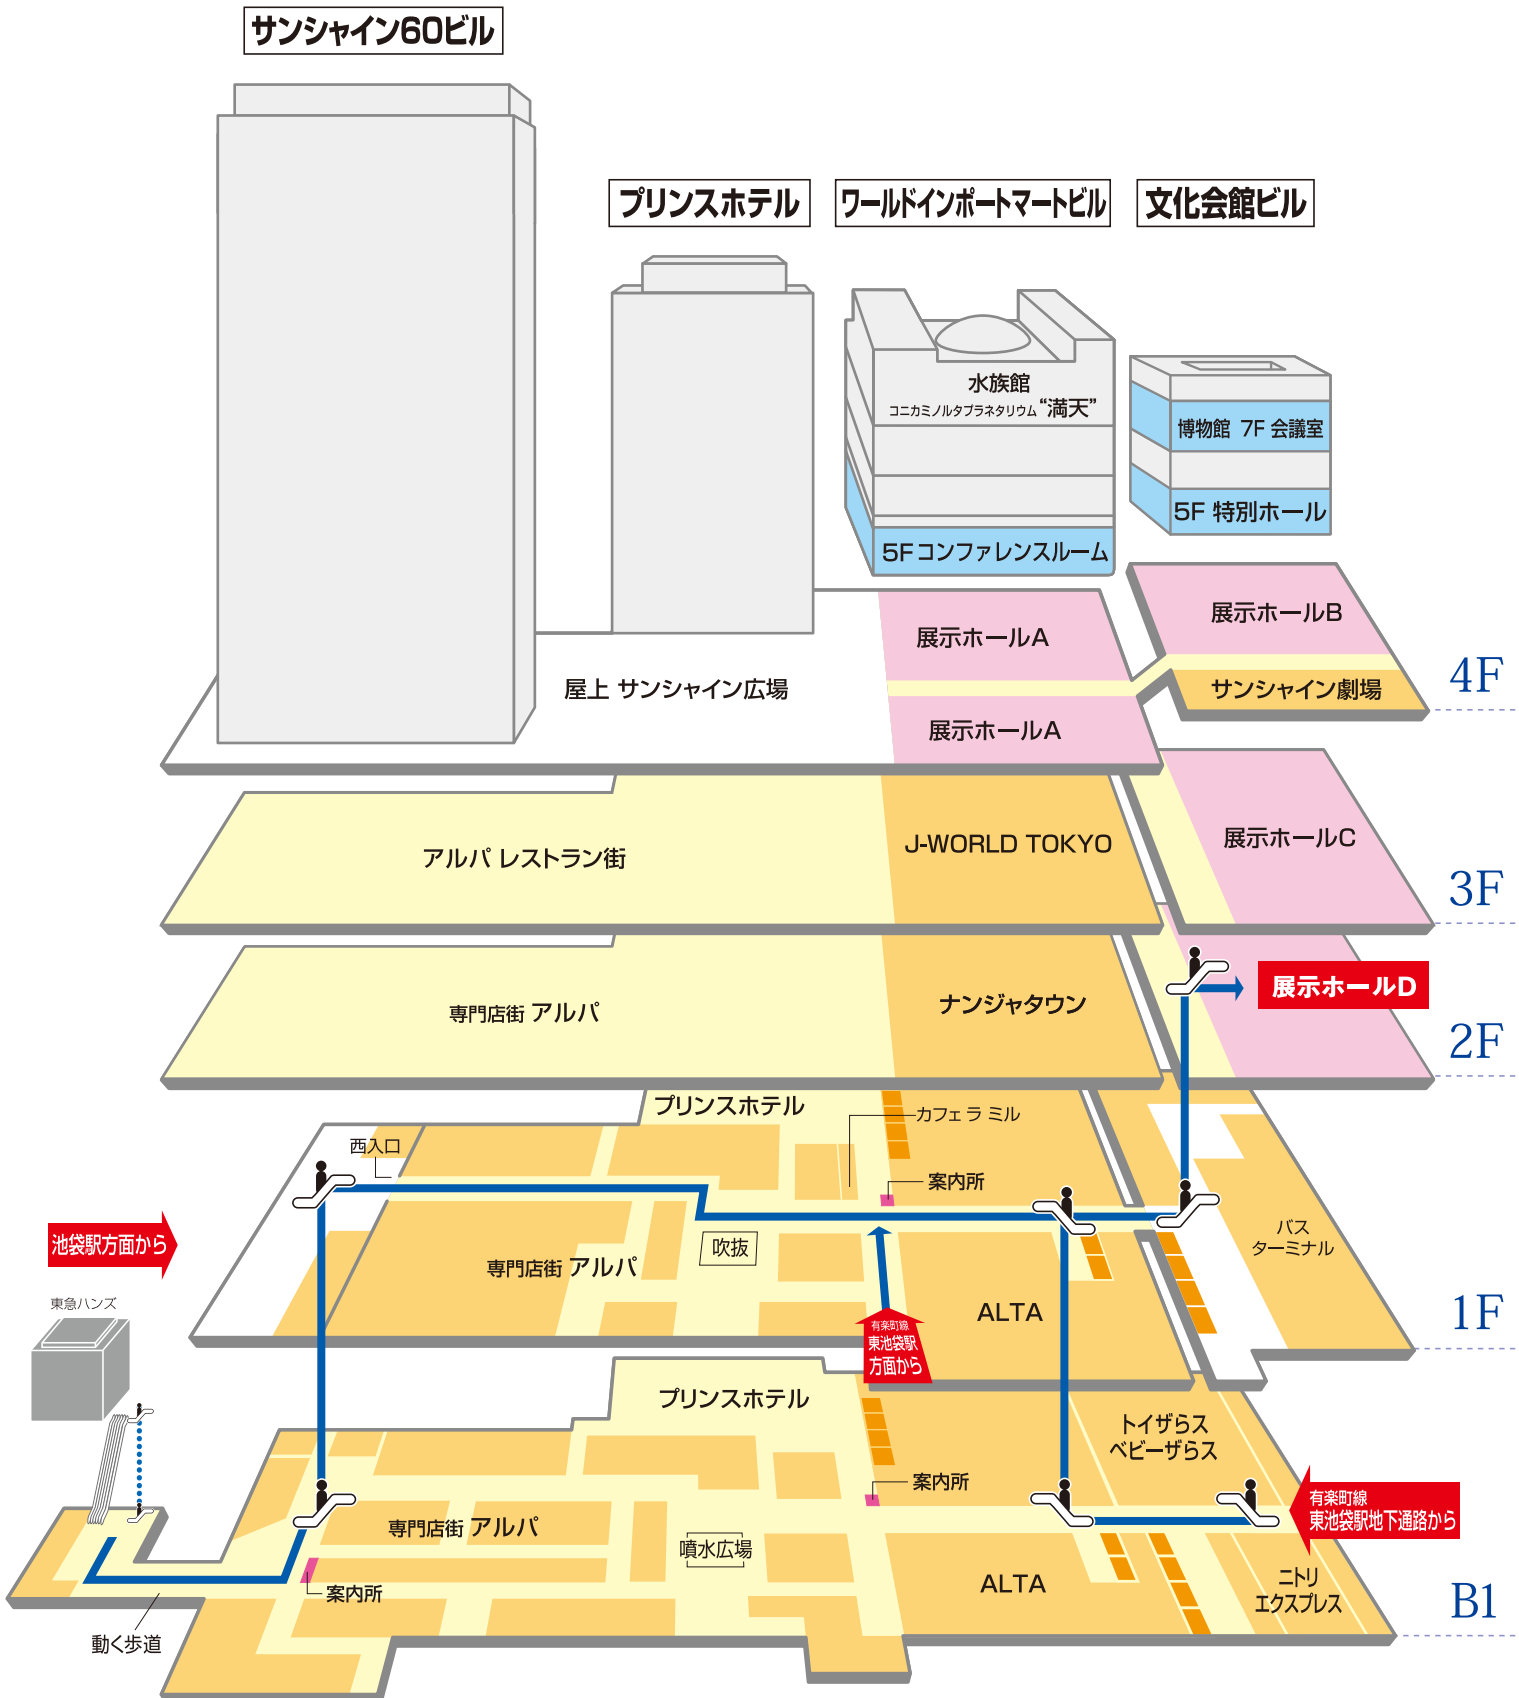 サンシャイン60ビル
プリンスホテル
ワールドインポートマートビル
文化会館ビル
水族館
コニカミノルタプラネタリウム “満天”
博物館 7F 会議室
5F 特別ホール
5Fコンファレンスルーム
展示ホールB
展示ホールA
サンシャイン劇場
4F
屋上 サンシャイン広場
展示ホールA
アルパ レストラン街
J-WORLD TOKYO
展示ホールC
3F
専門店街 アルパ
ナンジャタウン
展示ホールD
2F
プリンスホテル
カフェ ラ ミル
西入口
案内所
池袋駅方面から
吹抜
バス
ターミナル
専門店街 アルパ
東急ハンズ
ALTA
1F
有楽町線
東池袋駅
方面から
プリンスホテル
トイザらス
ベビーザらス
案内所
有楽町線
東池袋駅地下通路から
専門店街 アルパ
噴水広場
ALTA
ニトリ
エクスプレス
案内所
B1
動く歩道